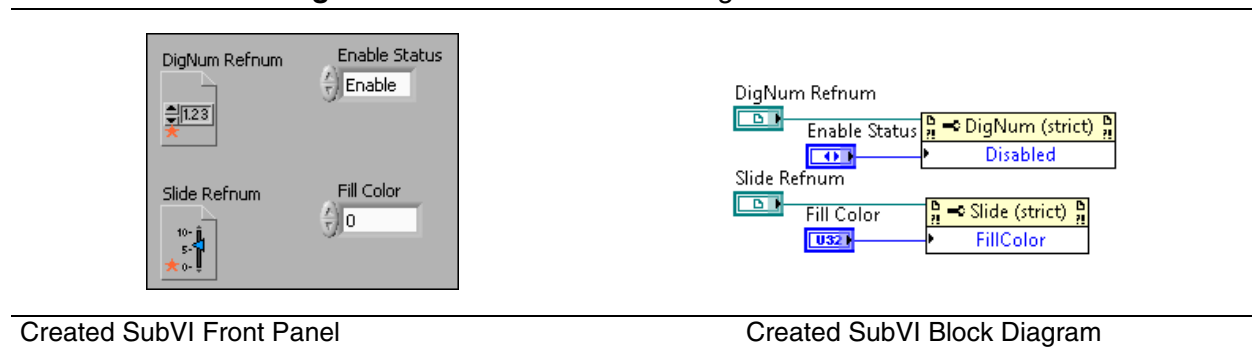 DigNum Refnum
Enable Status
Enable
1.23
Slide Refnum
Fill Color
10-
5-
0-
0
DigNum Refnum
Enable Status
DigNum (strict)
Disabled
Slide Refnum
Fill Color
U32
Slide (strict)
FillColor
Created SubVI Front Panel
Created SubVI Block Diagram